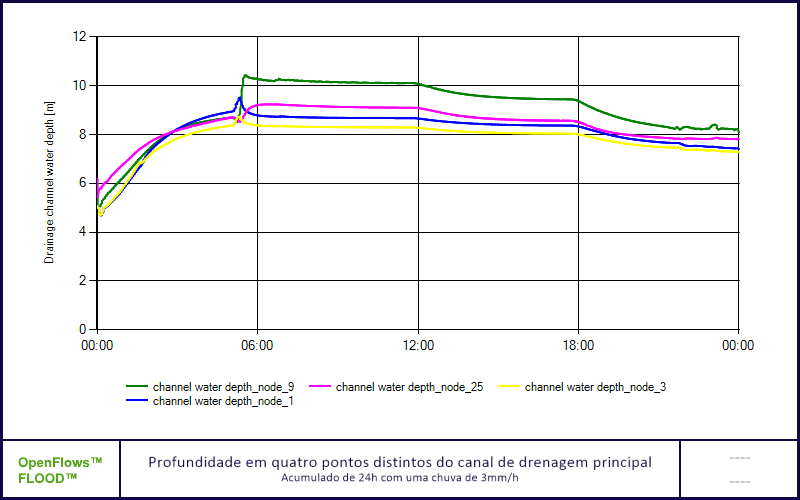 12
10
8
6
4
2
0
Drainage channel water depth [m]
00:00 06:00 12:00 18:00 00:00
channel water depth_node_9 channel water depth_node_25 channel water depth_node_3
channel water depth_node_1
OpenFlows™
FLOOD™
Profundidade em quatro pontos distintos do canal de drenagem principal
Acumulado de 24h com uma chuva de 3mm/h
----
----